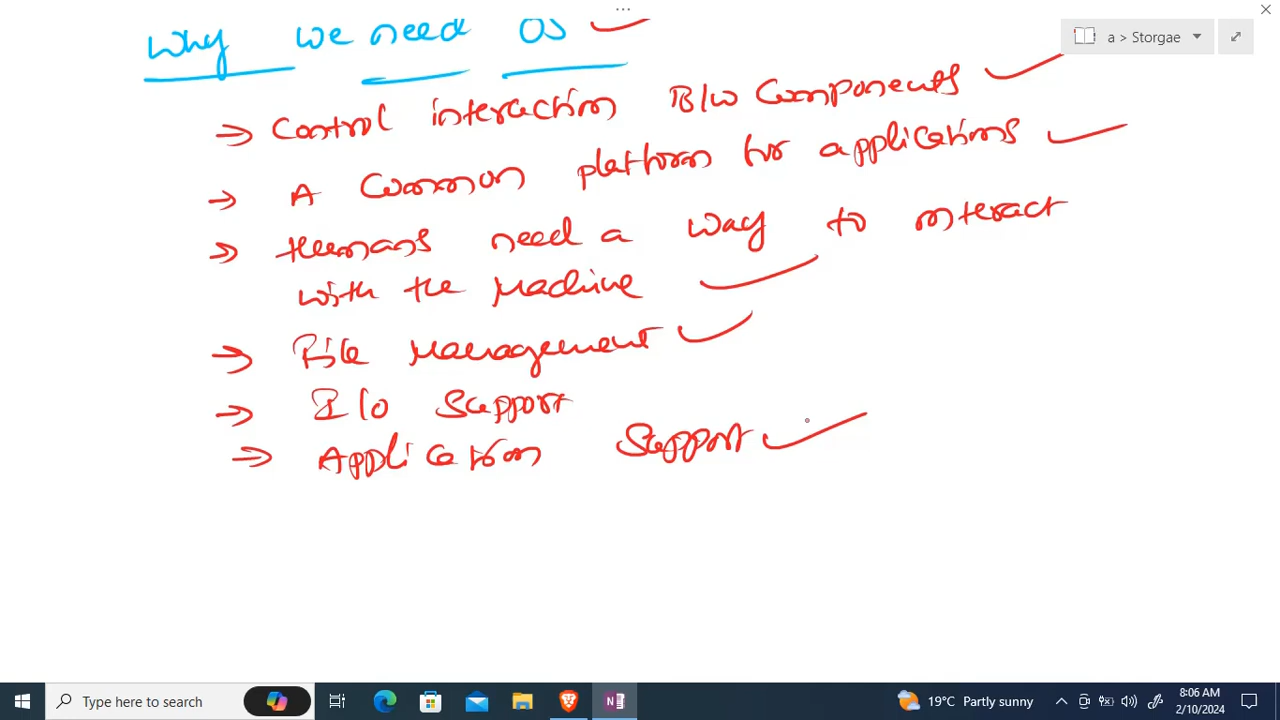 ...
a > Storgae
Why we need OS
⇒ Control interaction B/w Components
→ A Common platform for applications
⇒ Humans need a way to interact
with the Machine
⇒ File Management
⇒ I/o Support
⇒ Application Support
Type here to search
19°C Partly sunny
8:06 AM
2/10/2024